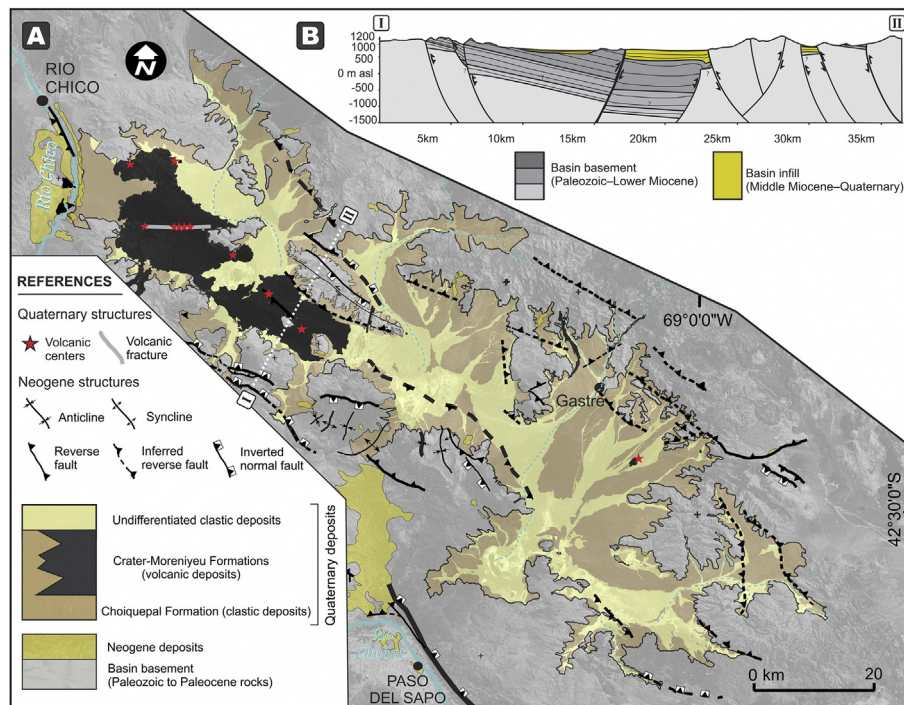 A
N
RIO
CHICO
Rio Chico
B
I
II
1200
1000
500
0 m asl
-500
-1000
-1500
?
?
?
5km
10km
15km
20km
25km
30km
35km
Basin basement
(Paleozoic–Lower Miocene)
Basin infill
(Middle Miocene–Quaternary)
II
I
69°0'0"W
Gastre
42°30'0"S
REFERENCES
Quaternary structures
Volcanic
centers
Volcanic
fracture
Neogene structures
Anticline
Syncline
Reverse
fault
Inferred
reverse fault
Inverted
normal fault
Undifferentiated clastic deposits
Crater-Moreniyeu Formations
(volcanic deposits)
Choiquepal Formation (clastic deposits)
Quaternary deposits
Neogene deposits
Basin basement
(Paleozoic to Paleocene rocks)
PASO
DEL SAPO
0 km
20